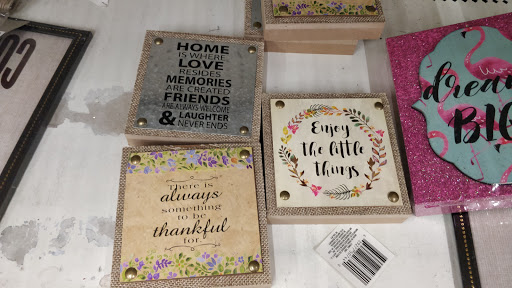 HOME
IS WHERE
LOVE
RESIDES
MEMORIES
ARE CREATED
FRIENDS
ARE ALWAYS WELCOME
& LAUGHTER
NEVER ENDS
Enjoy
the little
things
There is
always
something
to be
thankful
for.
dream
BIG